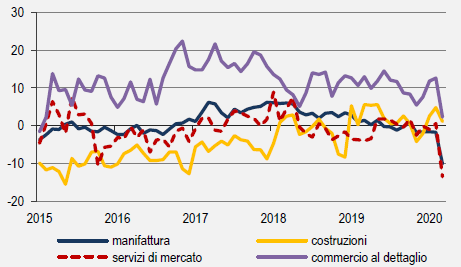 30
20
10
0
-10
-20
2015 2016 2017 2018 2019 2020
manifattura costruzioni
servizi di mercato commercio al dettaglio